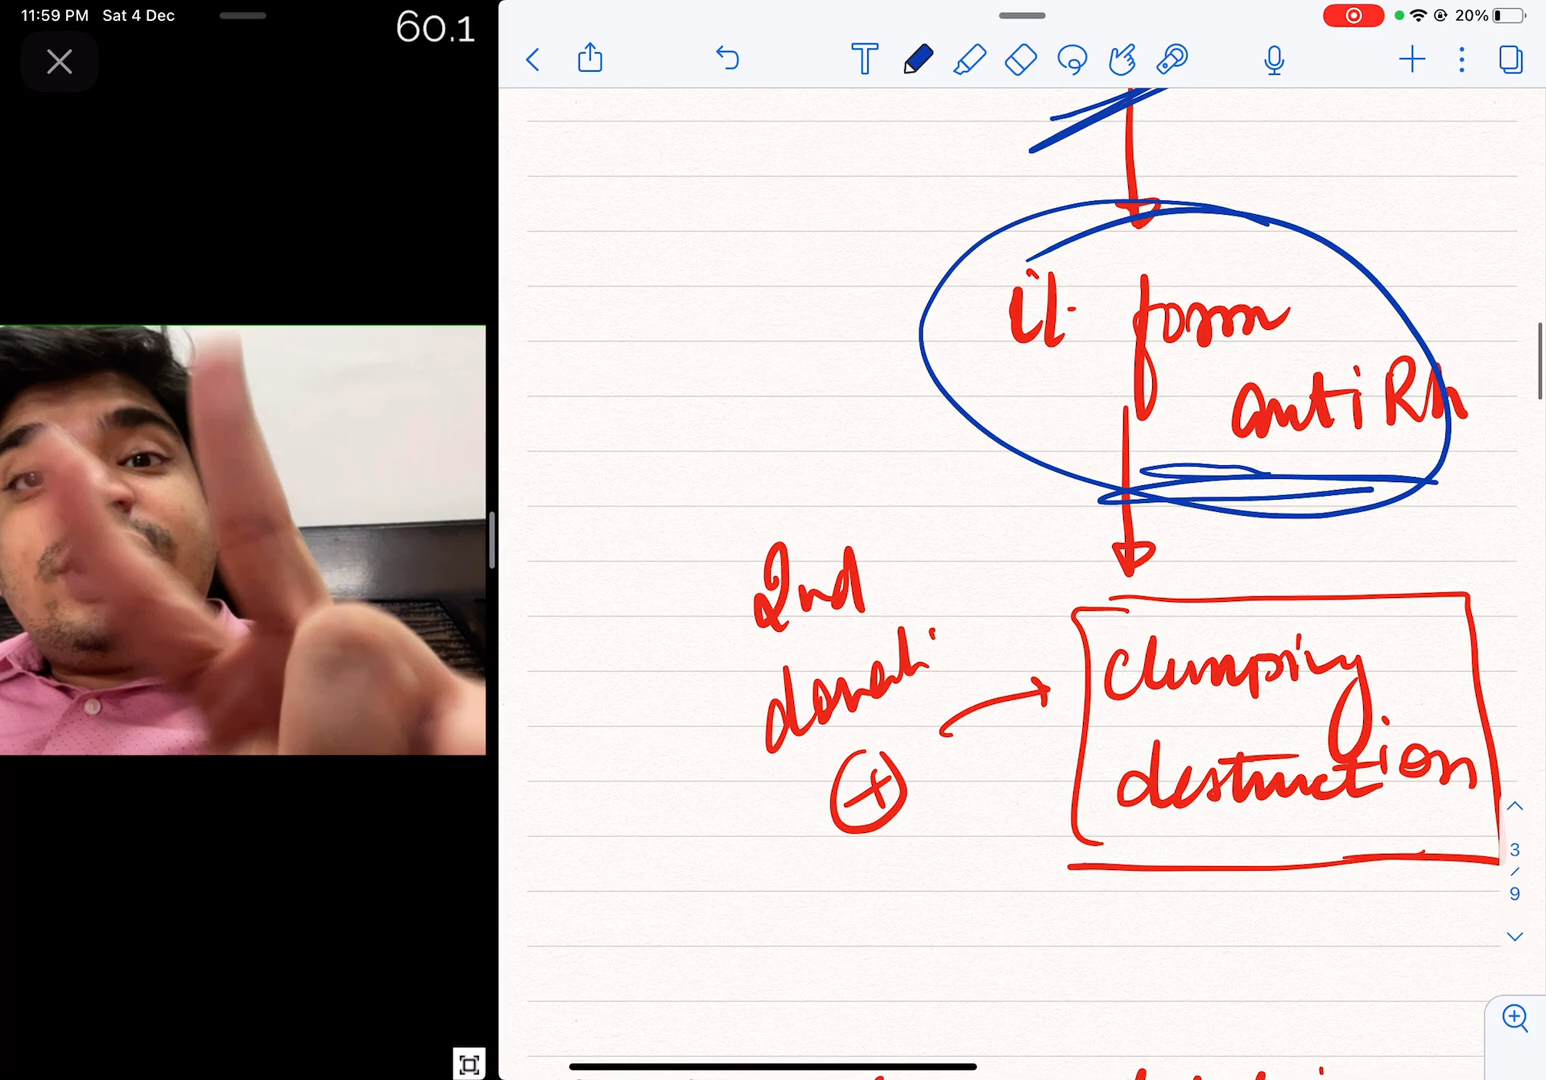 11:59 PM Sat 4 Dec
60.1
20%
T
it form
anti Rh
2nd
donati
+
clumping
destruction
3
9